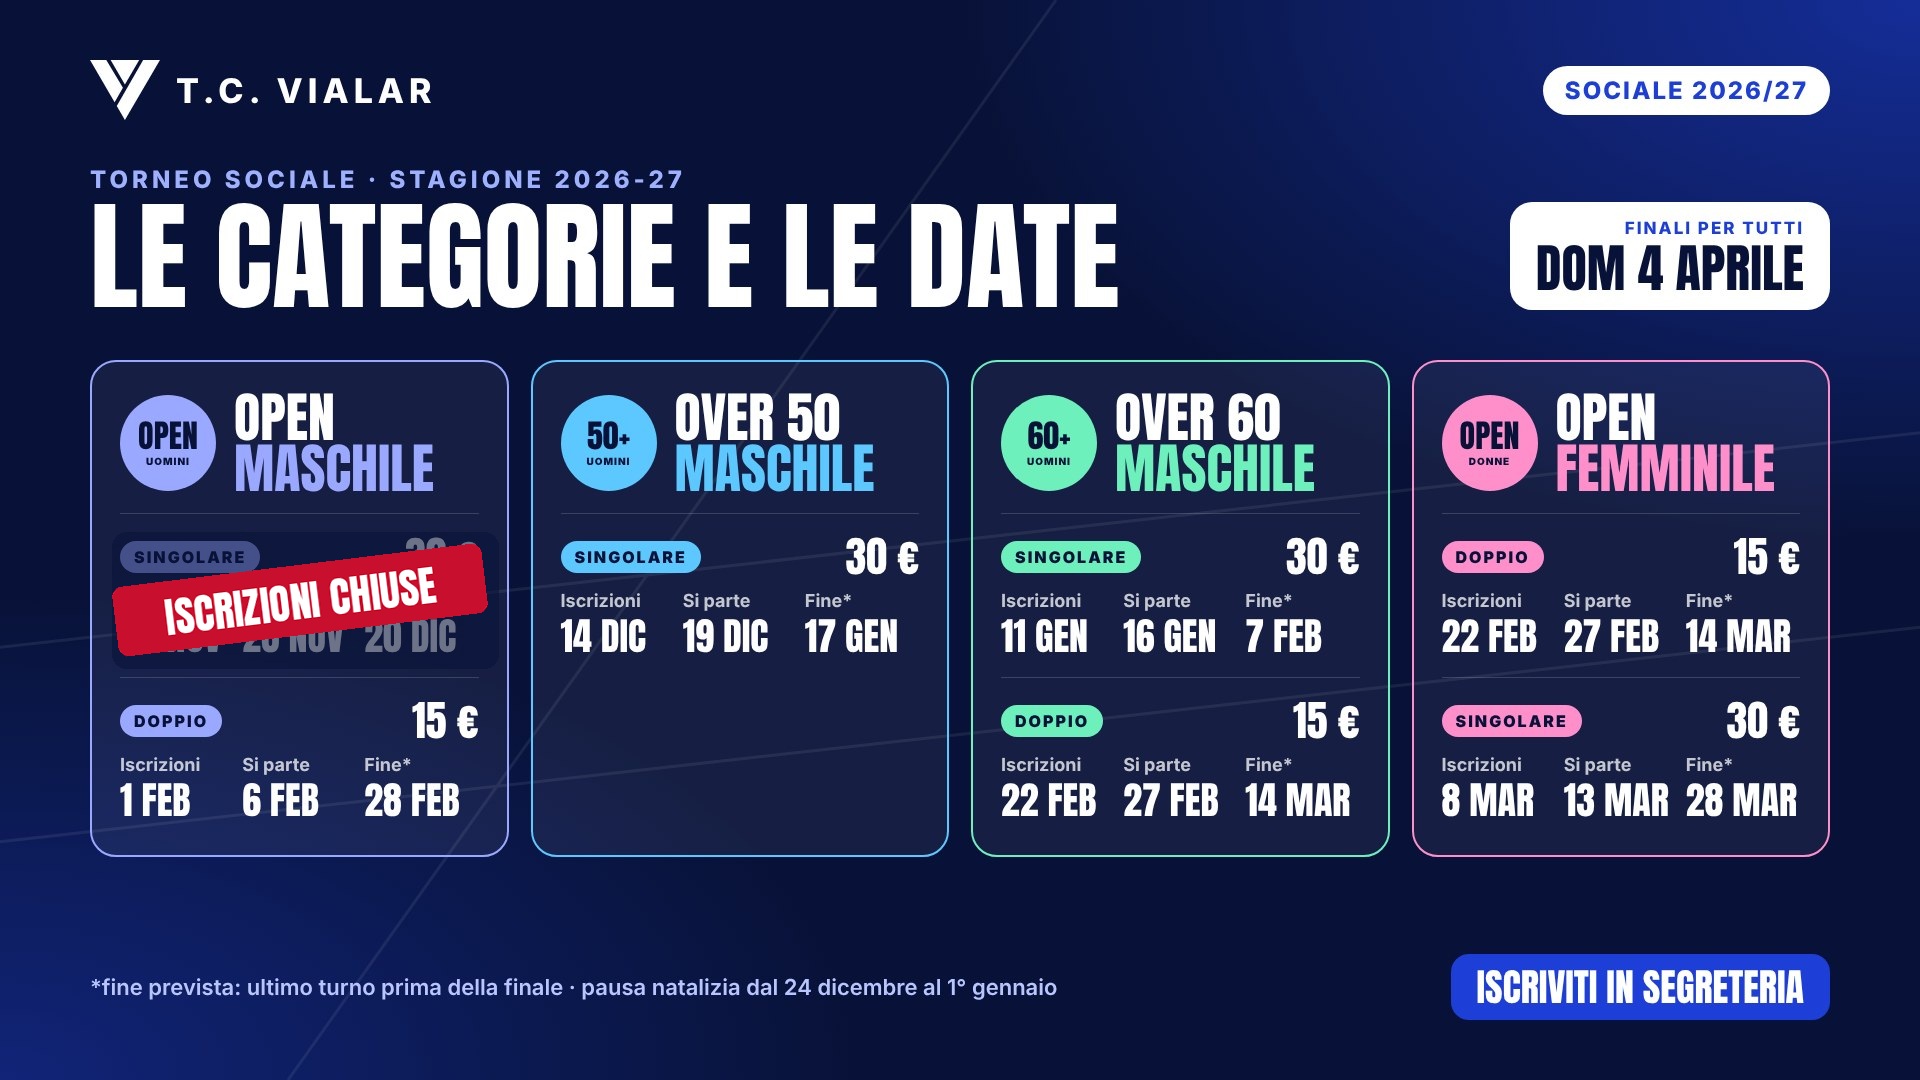 T.C. VIALAR
SOCIALE 2026/27
TORNEO SOCIALE · STAGIONE 2026-27
LE CATEGORIE E LE DATE
FINALI PER TUTTI
DOM 4 APRILE
OPEN
UOMINI
OPEN
MASCHILE
SINGOLARE
ISCRIZIONI CHIUSE
20 DIC
DOPPIO
15 €
Iscrizioni Si parte Fine*
1 FEB 6 FEB 28 FEB
50+
UOMINI
OVER 50
MASCHILE
SINGOLARE
30 €
Iscrizioni Si parte Fine*
14 DIC 19 DIC 17 GEN
60+
UOMINI
OVER 60
MASCHILE
SINGOLARE
30 €
Iscrizioni Si parte Fine*
11 GEN 16 GEN 7 FEB
DOPPIO
15 €
Iscrizioni Si parte Fine*
22 FEB 27 FEB 14 MAR
OPEN
DONNE
OPEN
FEMMINILE
DOPPIO
15 €
Iscrizioni Si parte Fine*
22 FEB 27 FEB 14 MAR
SINGOLARE
30 €
Iscrizioni Si parte Fine*
8 MAR 13 MAR 28 MAR
*fine prevista: ultimo turno prima della finale · pausa natalizia dal 24 dicembre al 1° gennaio
ISCRIVITI IN SEGRETERIA